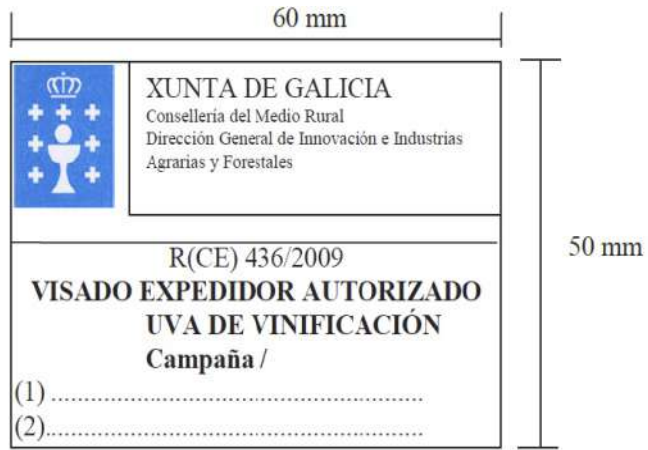 60 mm
XUNTA DE GALICIA
Consellería del Medio Rural
Dirección General de Innovación e Industrias
Agrarias y Forestales
50 mm
R(CE) 436/2009
VISADO EXPEDIDOR AUTORIZADO
UVA DE VINIFICACIÓN
Campaña /
(1) ........................................................
(2).........................................................